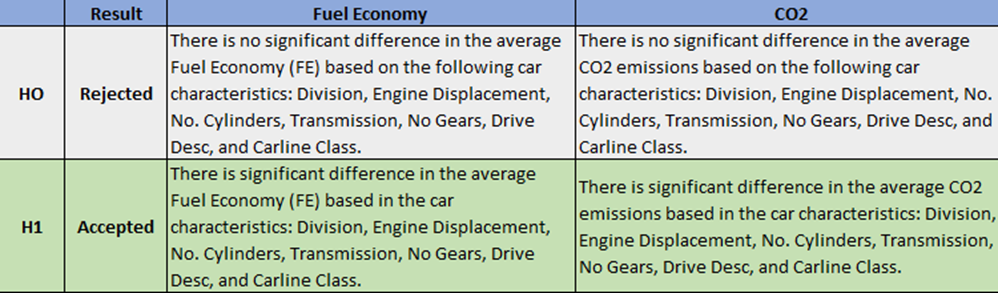 Result Fuel Economy CO2
HO Rejected
There is no significant difference in the average
Fuel Economy (FE) based on the following car
characteristics: Division, Engine Displacement,
No. Cylinders, Transmission, No Gears, Drive
Desc, and Carline Class.
There is no significant difference in the average
CO2 emissions based on the following car
characteristics: Division, Engine Displacement, No.
Cylinders, Transmission, No Gears, Drive Desc, and
Carline Class.
H1 Accepted
There is significant difference in the average
Fuel Economy (FE) based in the car
characteristics: Division, Engine Displacement,
No. Cylinders, Transmission, No Gears, Drive
Desc, and Carline Class.
There is significant difference in the average CO2
emissions based in the car characteristics: Division,
Engine Displacement, No. Cylinders, Transmission,
No Gears, Drive Desc, and Carline Class.